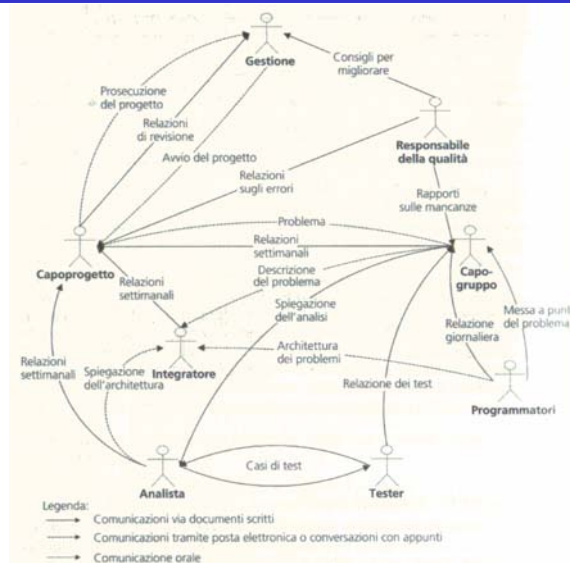 Gestione
Consigli per
migliorare
Prosecuzione
del progetto
Relazioni
di revisione
Responsabile
della qualità
Avvio del progetto
Relazioni
sugli errori
Rapporti
sulle mancanze
Problema
Capoprogetto
Relazioni
settimanali
Capo-
gruppo
Relazioni
settimanali
Descrizione
del problema
Spiegazione
dell'analisi
Messa a
del problema
Relazione
giornaliera
Architettura
dei problemi
Relazioni
settimanali
Spiegazione
dell'architettura
Integratore
Relazione dei test
Programmatori
Casi di test
Analista
Tester
Legenda:
Comunicazioni via documenti scritti
Comunicazioni tramite posta elettronica o conversazioni con appunti
Comunicazione orale